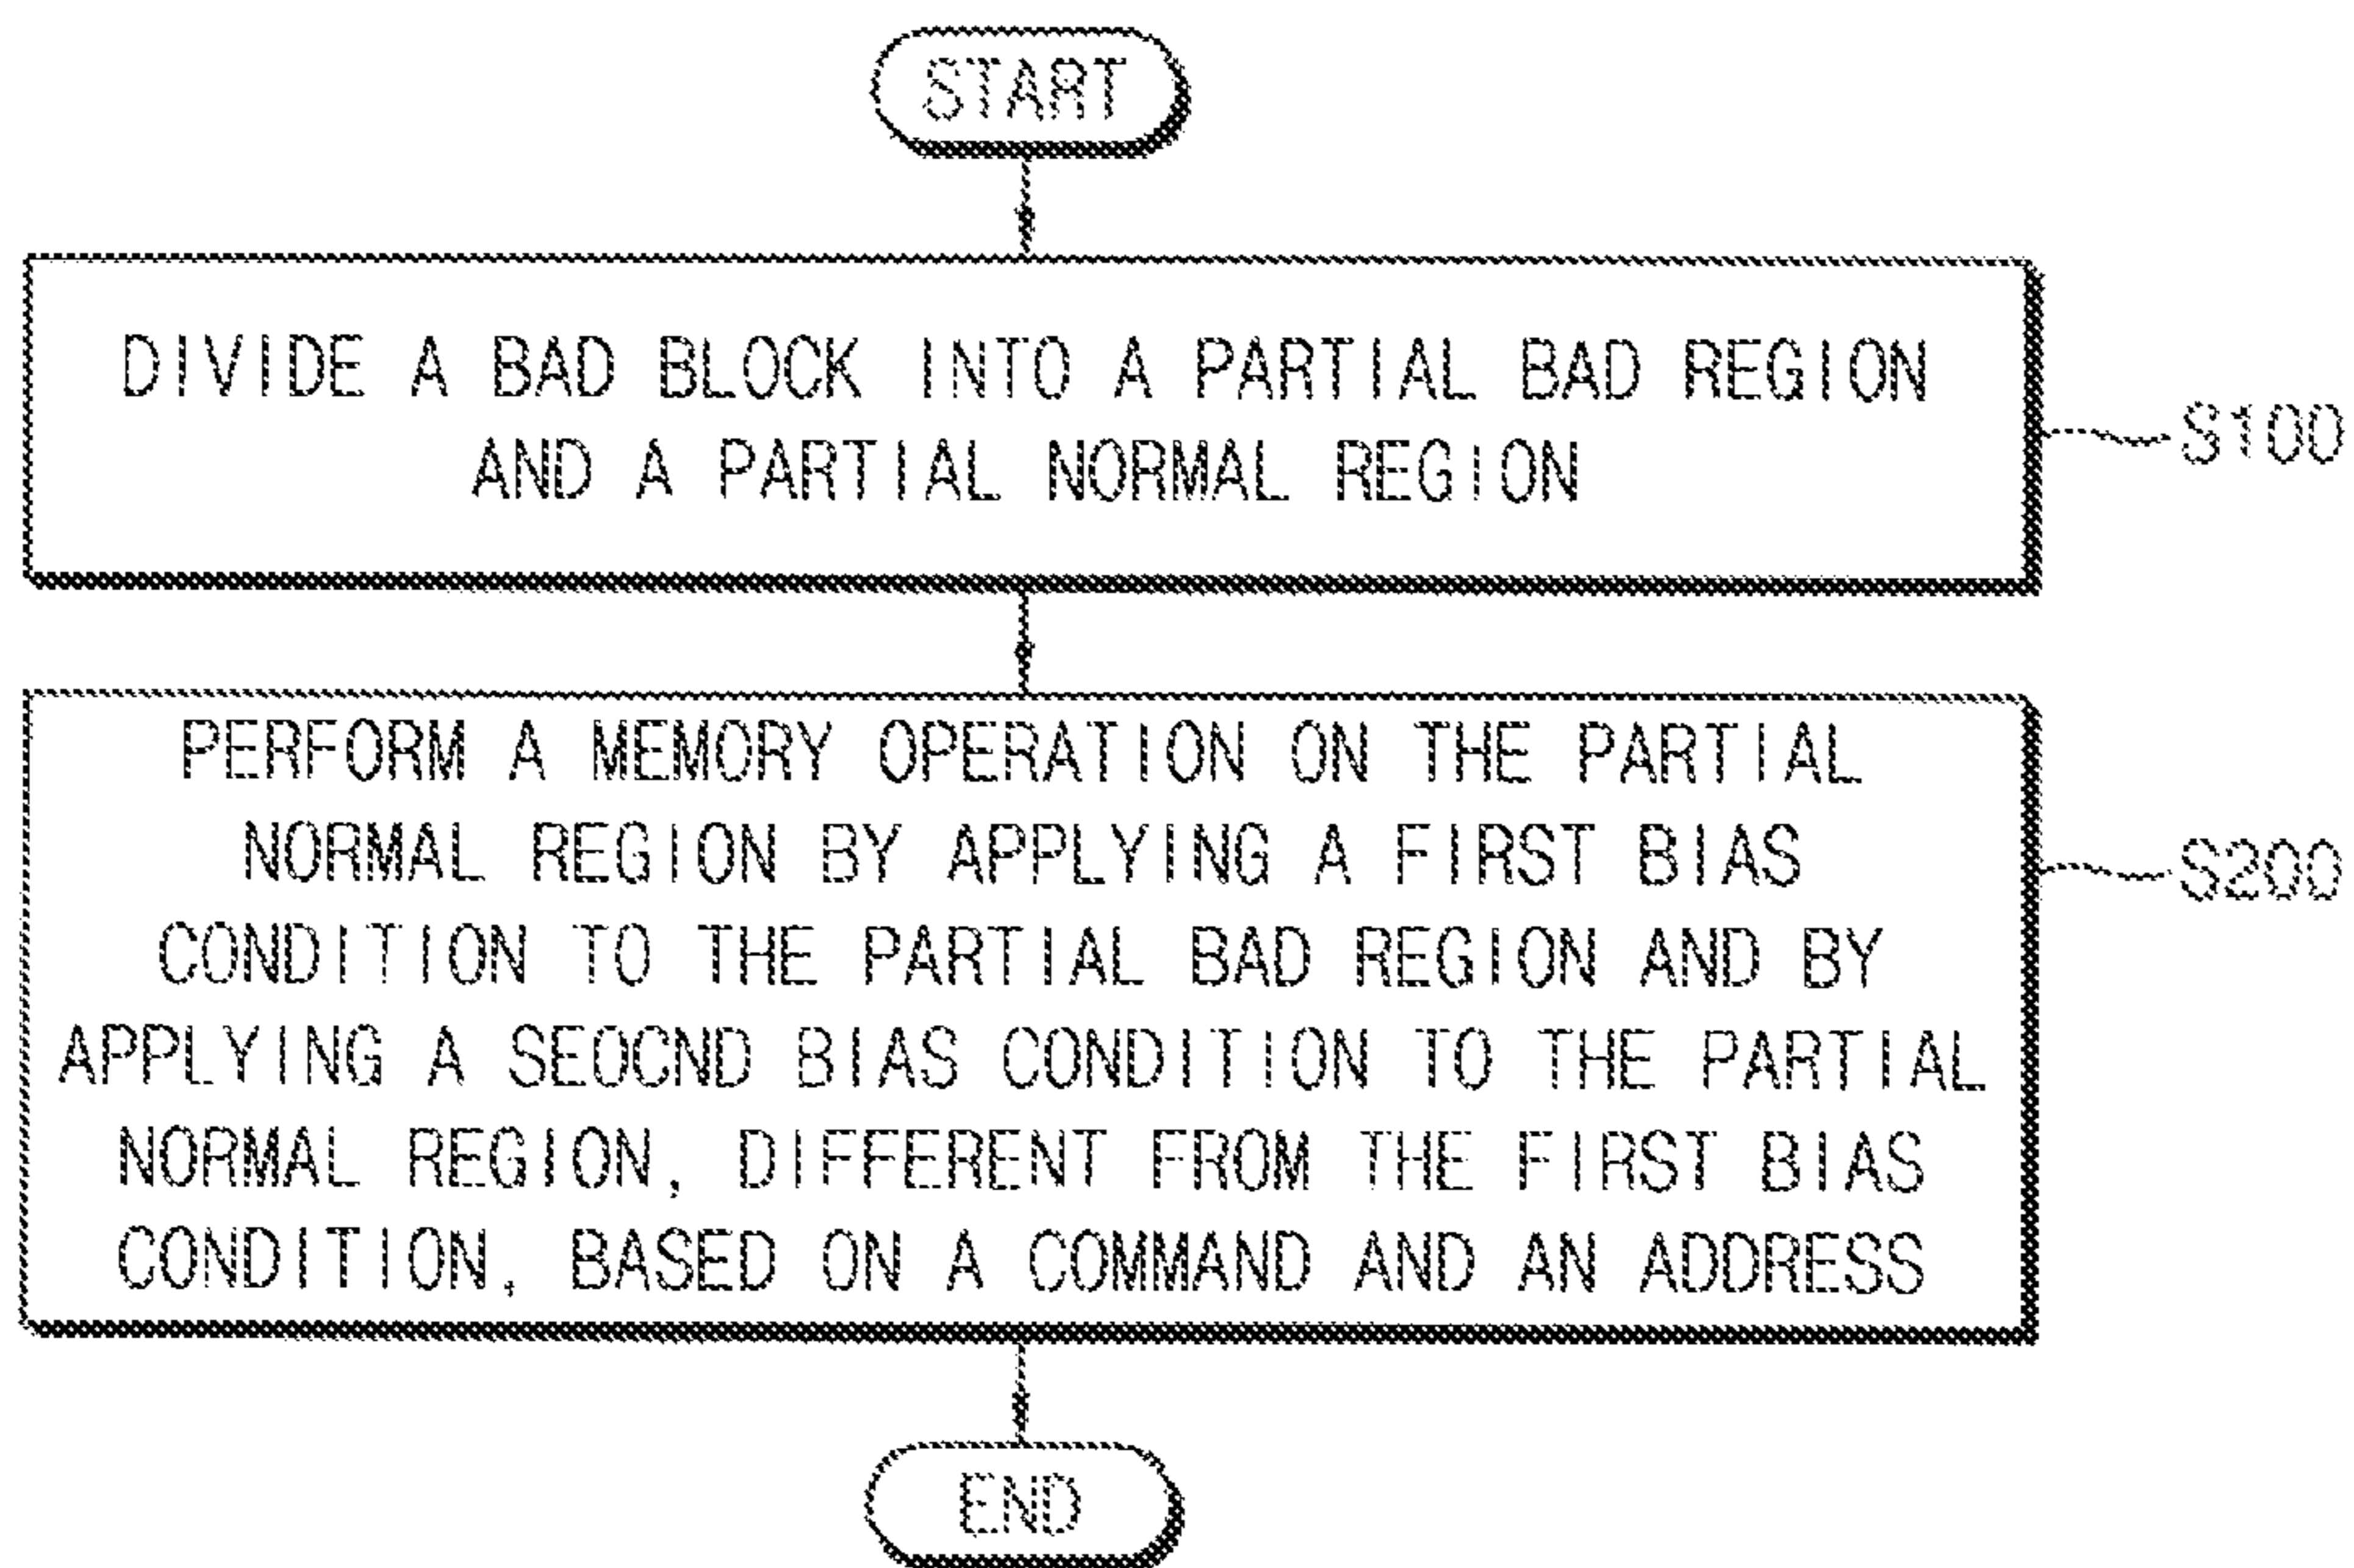 START
DIVIDE A BAD BLOCK INTO A PARTIAL BAD REGION
AND A PARTIAL NORMAL REGION
S100
PERFORM A MEMORY OPERATION ON THE PARTIAL
NORMAL REGION BY APPLYING A FIRST BIAS
CONDITION TO THE PARTIAL BAD REGION AND BY
APPLYING A SEOCND BIAS CONDITION TO THE PARTIAL
NORMAL REGION, DIFFERENT FROM THE FIRST BIAS
CONDITION, BASED ON A COMMAND AND AN ADDRESS
S200
END